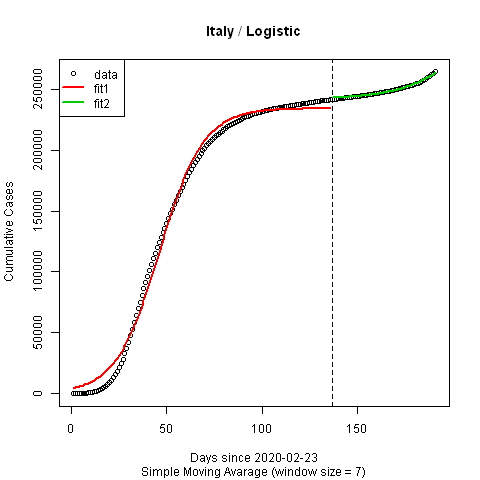 Italy / Logistic
data
fit1
fit2
Cumulative Cases
0
50000
100000
150000
200000
250000
0
50
100
150
Days since 2020-02-23
Simple Moving Avarage (window size = 7)